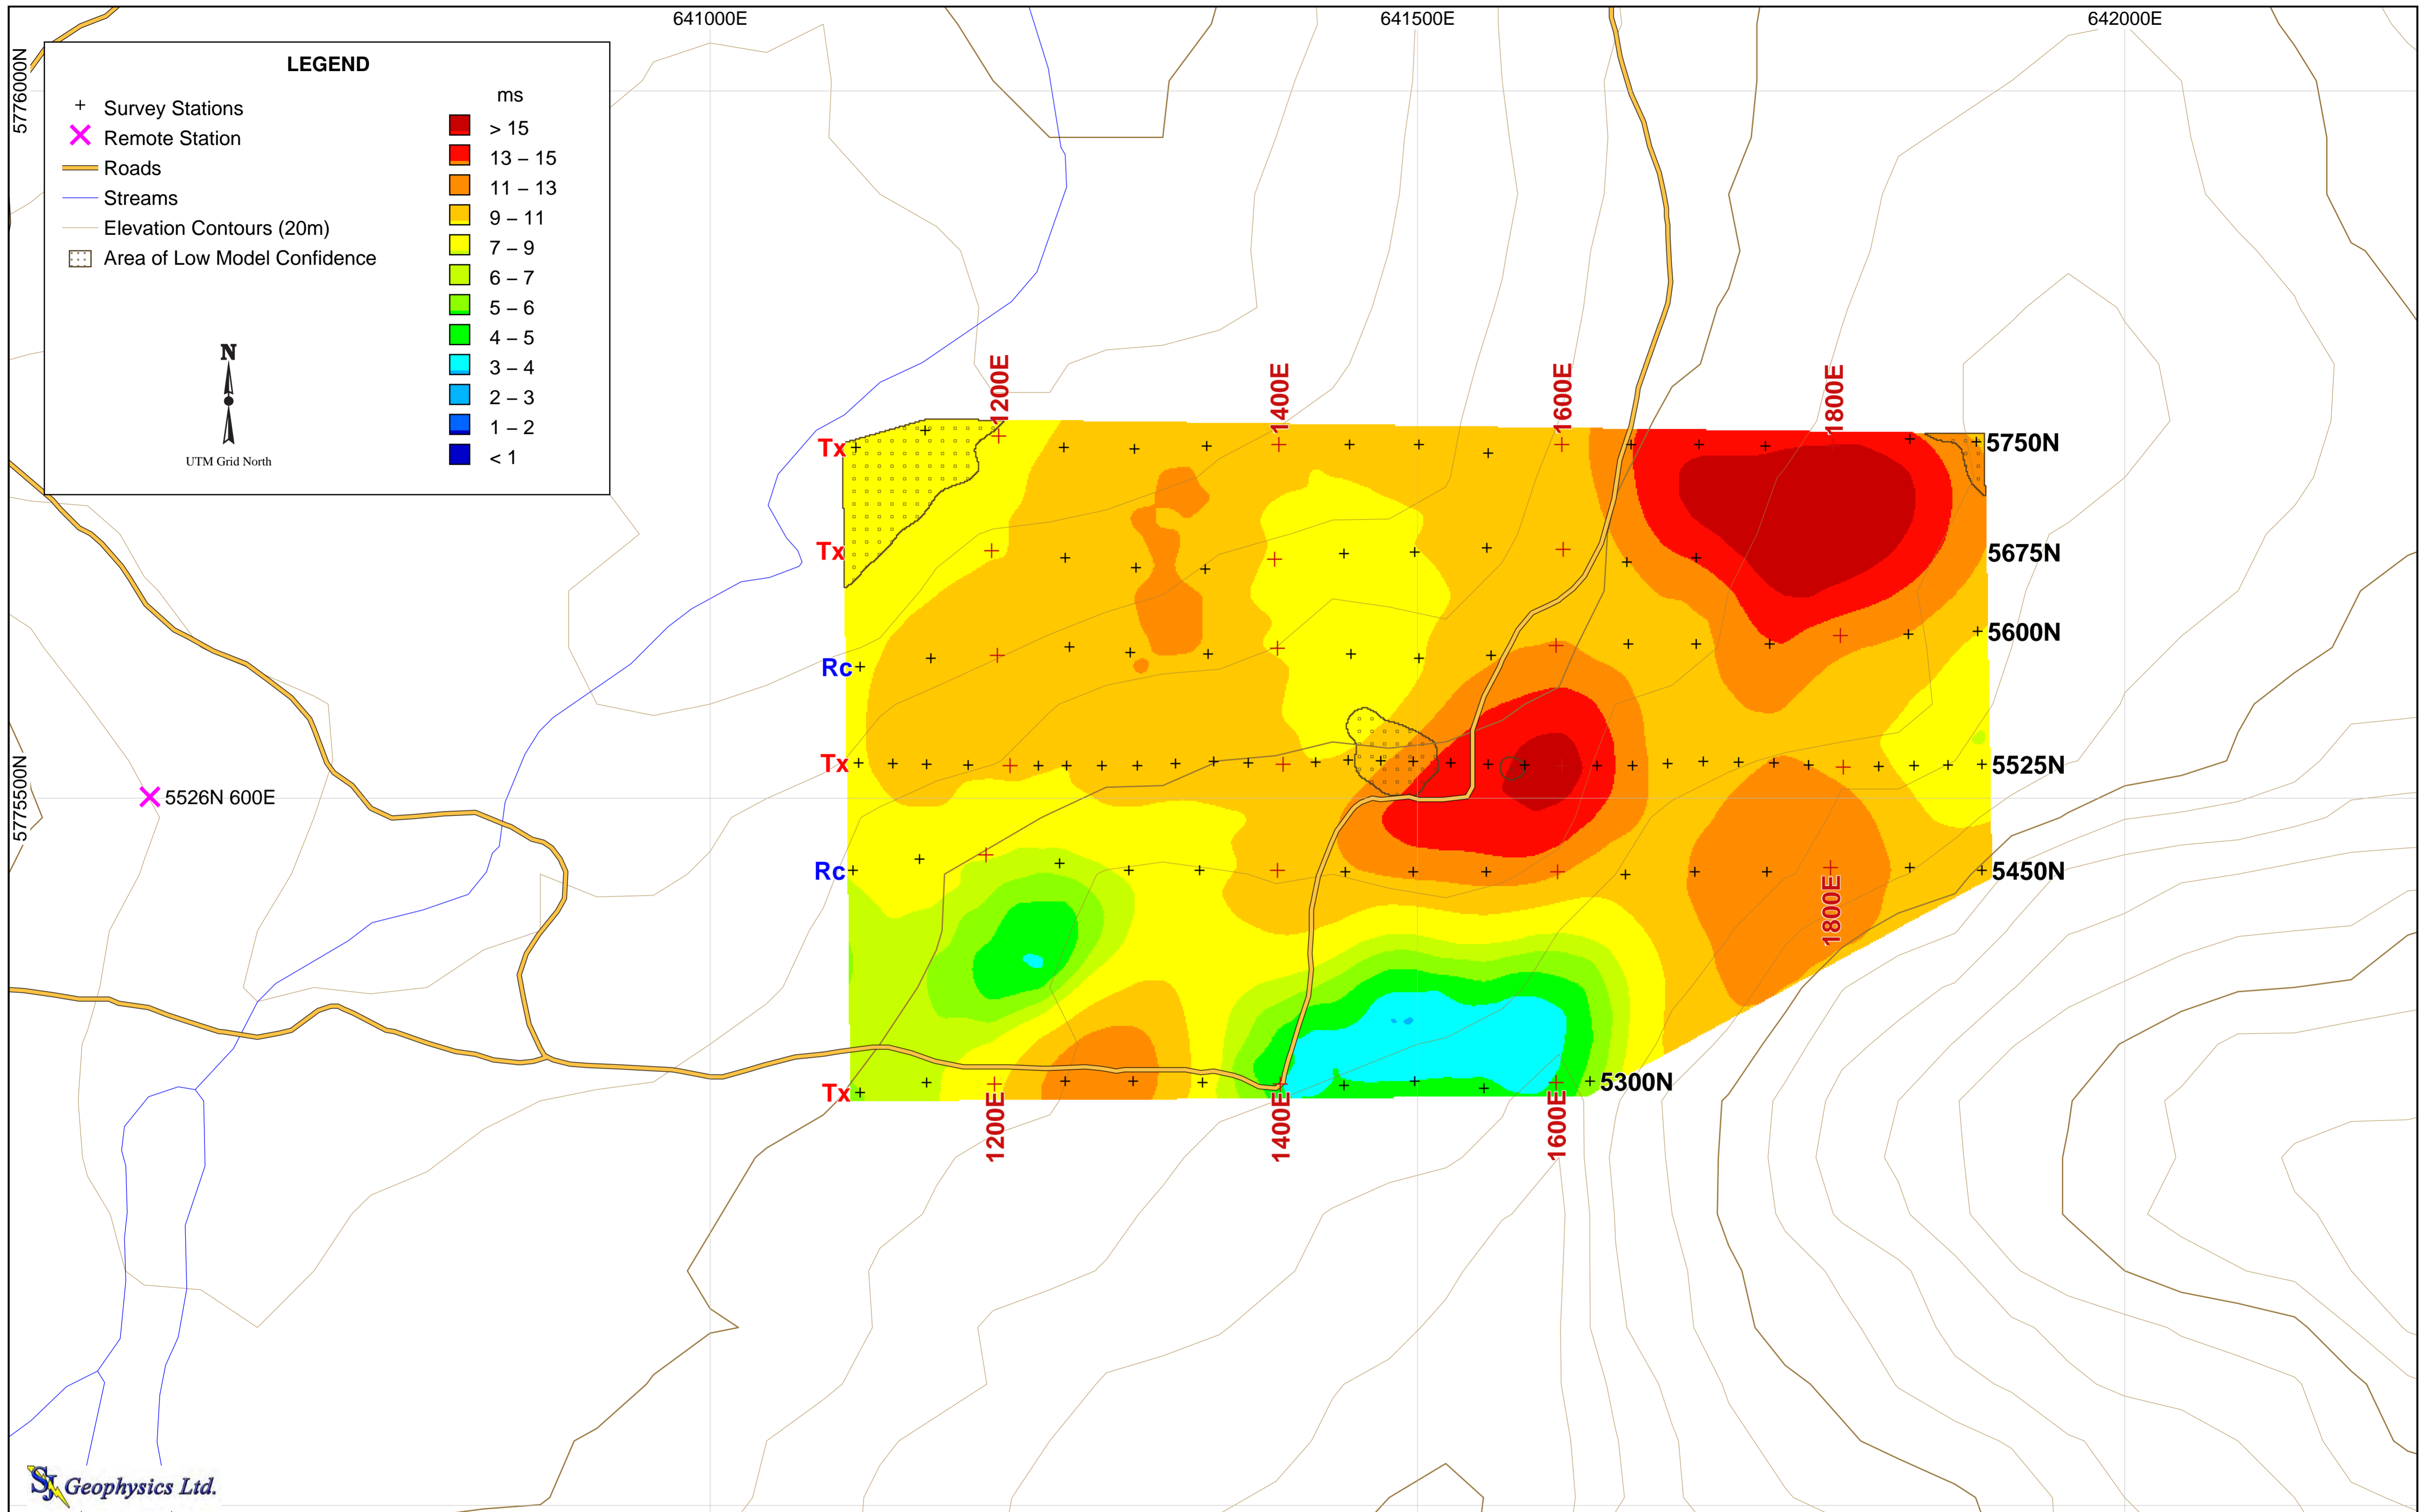 641000E
641500E
642000E
5776000N
5775500N
LEGEND
Survey Stations
Remote Station
Roads
Streams
Elevation Contours (20m)
Area of Low Model Confidence
ms
> 15
13 – 15
11 – 13
9 – 11
7 – 9
6 – 7
5 – 6
4 – 5
3 – 4
2 – 3
1 – 2
< 1
N
UTM Grid North
1200E
1400E
1600E
1800E
Tx
5750N
Tx
5675N
Rc
5600N
Tx
5525N
5526N 600E
Rc
5450N
1800E
Tx
5300N
1200E
1400E
1600E
SJ Geophysics Ltd.